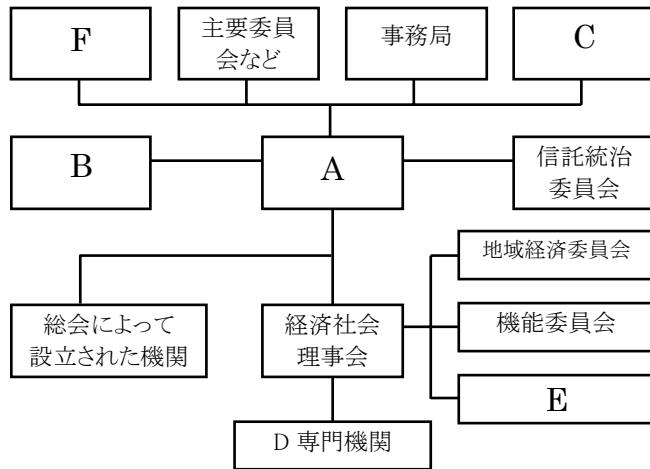 F
主要委員
会など
事務局
C
B
A
信託統治
委員会
地域経済委員会
総会によって
設立された機関
経済社会
理事会
機能委員会
E
D 専門機関